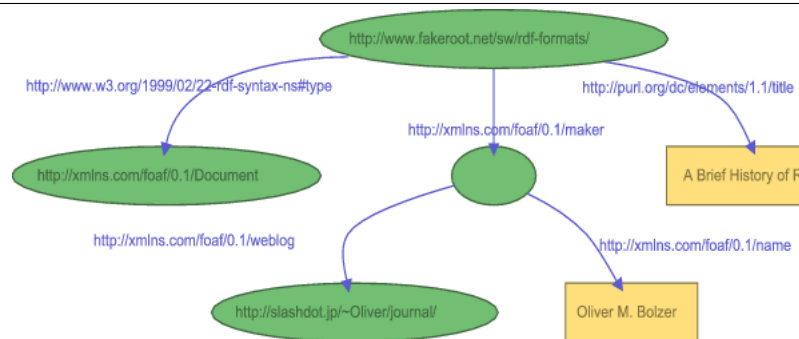 http://www.fakeroot.net/sw/rdf-formats/
http://www.w3.org/1999/02/22-rdf-syntax-ns#type
http://purl.org/dc/elements/1.1/title
http://xmlns.com/foaf/0.1/maker
http://xmlns.com/foaf/0.1/Document
A Brief History of R
http://xmlns.com/foaf/0.1/weblog
http://xmlns.com/foaf/0.1/name
http://slashdot.jp/~Oliver/journal/
Oliver M. Bolzer